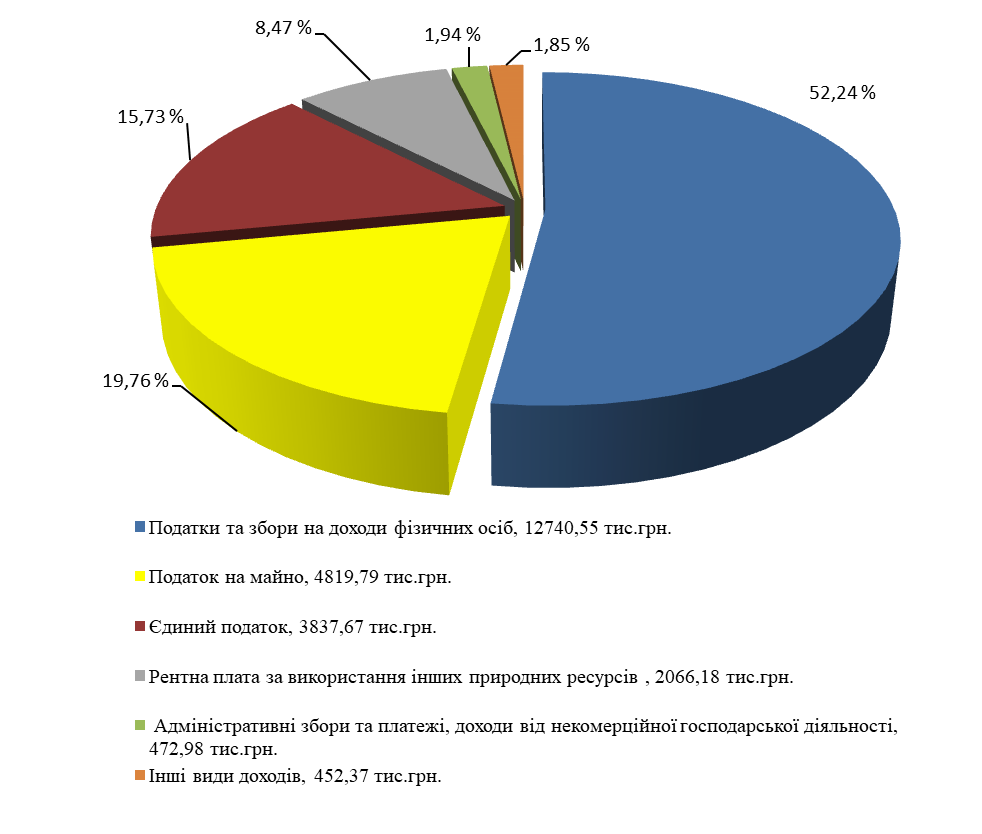 8,47 %
1,94 %
1,85 %
52,24 %
15,73 %
19,76 %
Податки та збори на доходи фізичних осіб, 12740,55 тис.грн.
Податок на майно, 4819,79 тис.грн.
Єдиний податок, 3837,67 тис.грн.
Рентна плата за використання інших природних ресурсів , 2066,18 тис.грн.
Адміністративні збори та платежі, доходи від некомерційної господарської діяльності,
472,98 тис.грн.
Інші види доходів, 452,37 тис.грн.